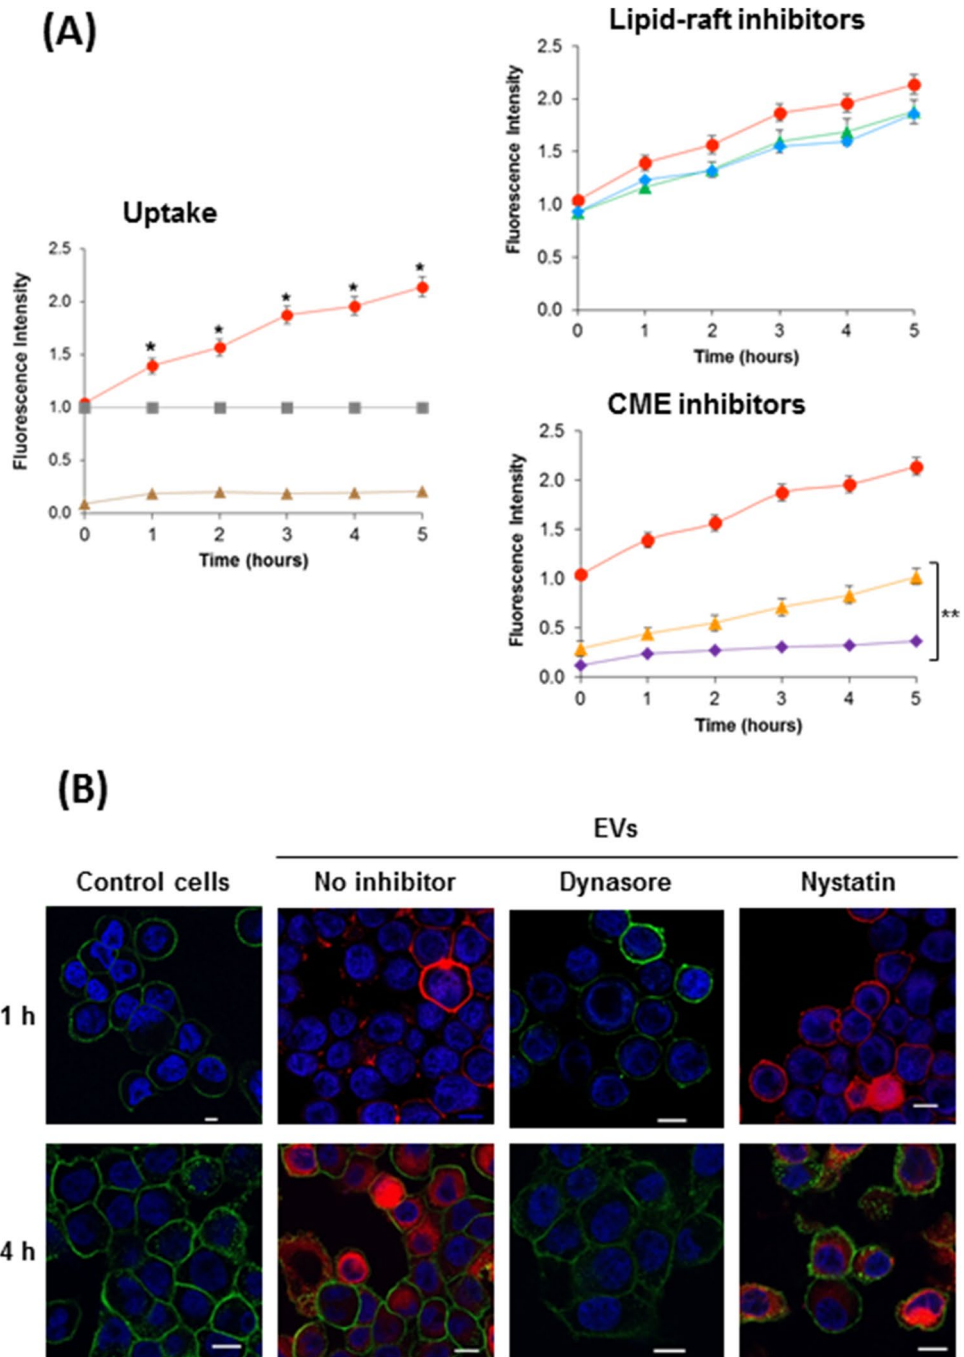 (A)
Lipid-raft inhibitors
Fluorescence Intensity
2.5
2.0
1.5
1.0
0.5
0.0
0 1 2 3 4 5
Time (hours)
Uptake
Fluorescence Intensity
2.5
2.0
1.5
1.0
0.5
0.0
* * * * *
0 1 2 3 4 5
Time (hours)
CME inhibitors
Fluorescence Intensity
2.5
2.0
1.5
1.0
0.5
0.0
**
0 1 2 3 4 5
Time (hours)
(B)
EVs
Control cells No inhibitor Dynasore Nystatin
1 h
4 h